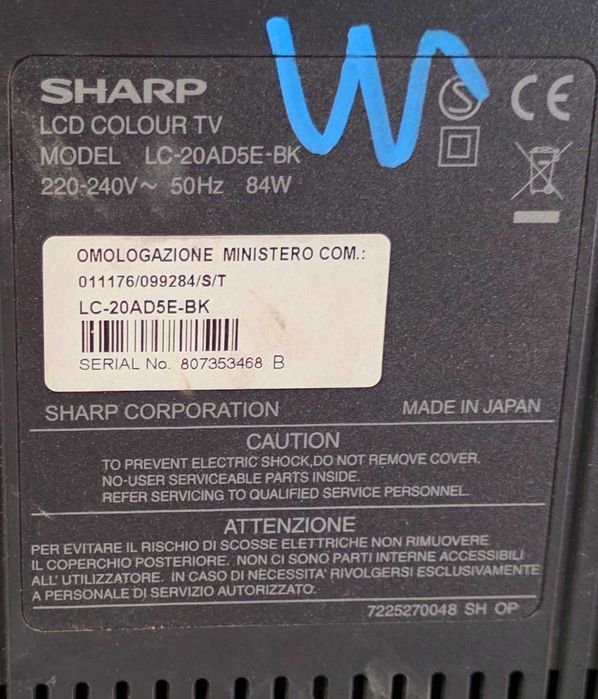 W
SHARP
LCD COLOUR TV
MODEL LC-20AD5E-BK
220-240V~ 50Hz 84W
S
CE
OMOLOGAZIONE MINISTERO COM.:
011176/099284/S/T
LC-20AD5E-BK
SERIAL No. 807353468 B
SHARP CORPORATION MADE IN JAPAN
CAUTION
TO PREVENT ELECTRIC SHOCK,DO NOT REMOVE COVER.
NO-USER SERVICEABLE PARTS INSIDE.
REFER SERVICING TO QUALIFIED SERVICE PERSONNEL.
ATTENZIONE
PER EVITARE IL RISCHIO DI SCOSSE ELETTRICHE NON RIMUOVERE
IL COPERCHIO POSTERIORE. NON CI SONO PARTI INTERNE ACCESSIBILI
ALL' UTILIZZATORE. IN CASO DI NECESSITA' RIVOLGERSI ESCLUSIVAMENTE
A PERSONALE DI SERVIZIO AUTORIZZATO.
7225270048 SH OP